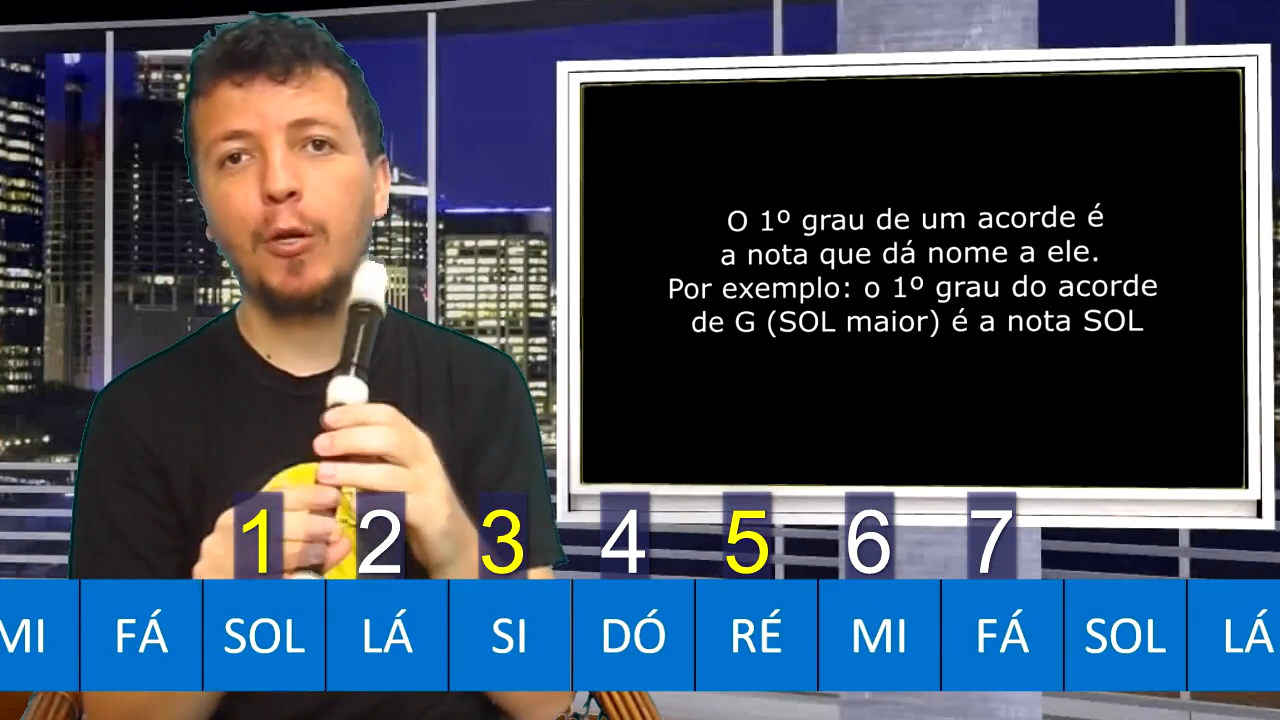 O 1º grau de um acorde é
a nota que dá nome a ele.
Por exemplo: o 1º grau do acorde
de G (SOL maior) é a nota SOL
1 2 3 4 5 6 7
MI FÁ SOL LÁ SI DÓ RÉ MI FÁ SOL LÁ